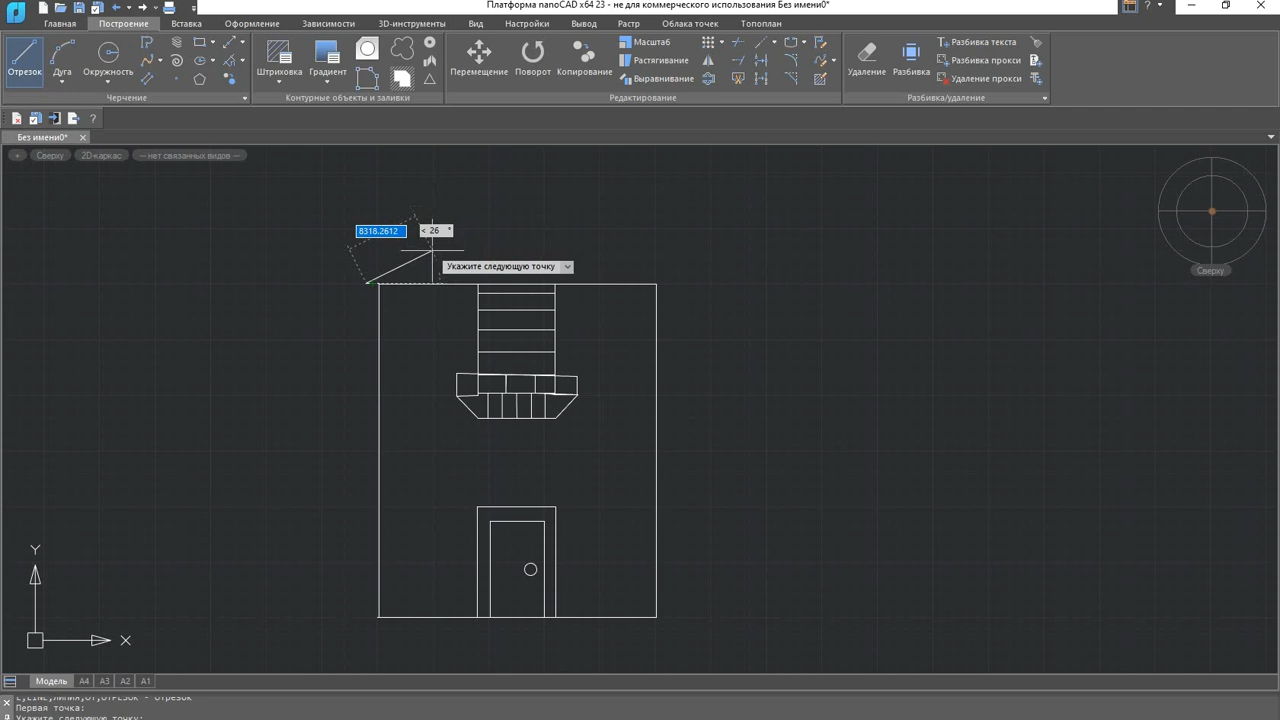 Платформа nanoCAD x64 23 - не для коммерческого использования Без имени0*
Главная Построение Вставка Оформление Зависимости 3D-инструменты Вид Настройки Вывод Растр Облака точек Топоплан
Отрезок Дуга Окружность Штриховка Градиент Перемещение Поворот Копирование Масштаб Растягивание Выравнивание Удаление Разбивка Разбивка текста Разбивка прокси Удаление прокси
Черчение Контурные объекты и заливки Редактирование Разбивка/удаление
Без имени0*
+ Сверху 2D-каркас — нет связанных видов —
8318.2612 < 26 °
Укажите следующую точку
Сверху
Y
X
Модель A4 A3 A2 A1
Первая точка:
Укажите следующую точку: